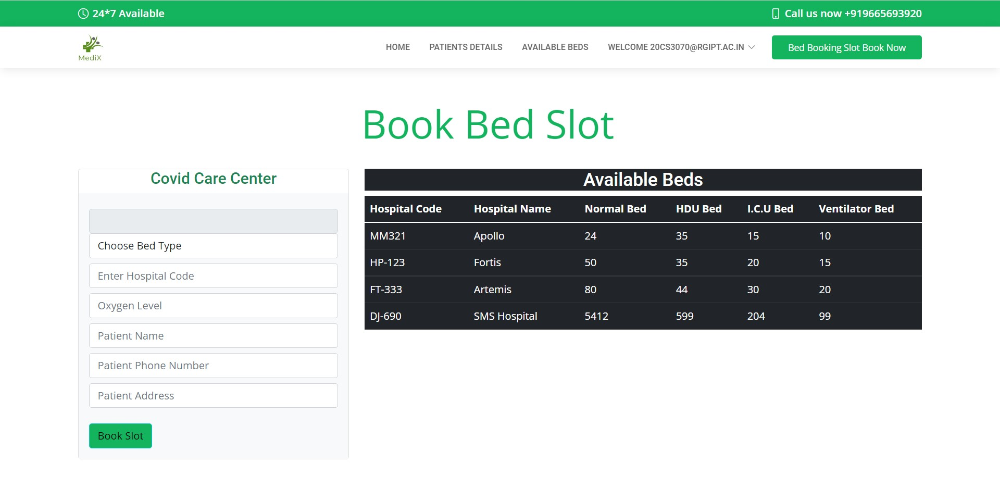 24*7 Available
Call us now +919665693920
MediX
HOME PATIENTS DETAILS AVAILABLE BEDS WELCOME 20CS3070@RGIPT.AC.IN
Bed Booking Slot Book Now
Book Bed Slot
Covid Care Center
Choose Bed Type
Enter Hospital Code
Oxygen Level
Patient Name
Patient Phone Number
Patient Address
Book Slot
Available Beds
Hospital Code Hospital Name Normal Bed HDU Bed I.C.U Bed Ventilator Bed
MM321 Apollo 24 35 15 10
HP-123 Fortis 50 35 20 15
FT-333 Artemis 80 44 30 20
DJ-690 SMS Hospital 5412 599 204 99